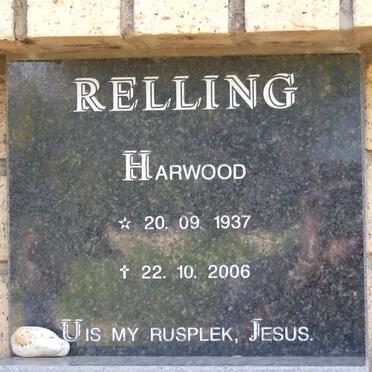 RELLING
HARWOOD
☆ 20. 09. 1937
† 22. 10. 2006
U IS MY RUSPLEK, JESUS.